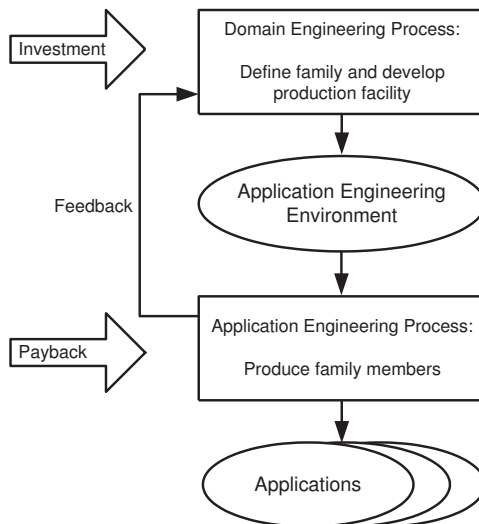 Domain Engineering Process:
Investment
Define family and develop
production facility
Application Engineering
Environment
Feedback
Application Engineering Process:
Payback
Produce family members
Applications